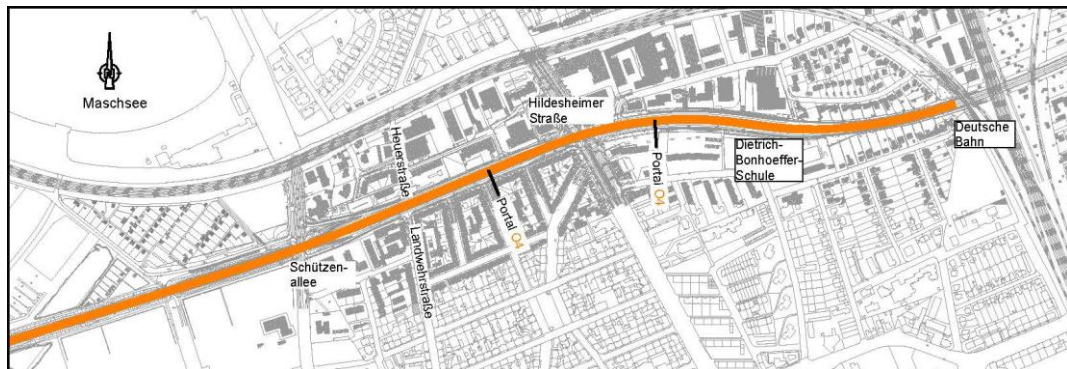 Maschsee
Hildesheimer
Straße
Heuerstraße
Landwehrstraße
Schützen-
allee
Portal O4
Portal O4
Dietrich-
Bonhoeffer-
Schule
Deutsche
Bahn